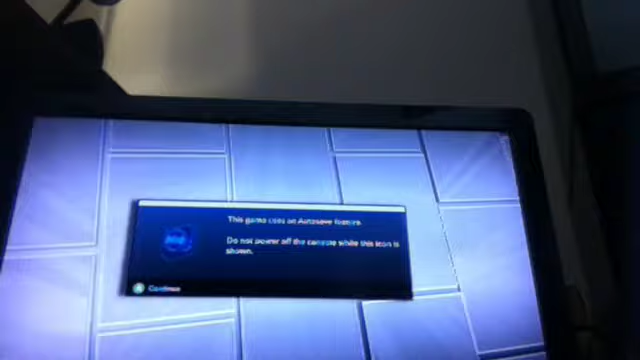 This game uses an Autosave feature.
Do not power off the console while this icon is
shown.
A Continue